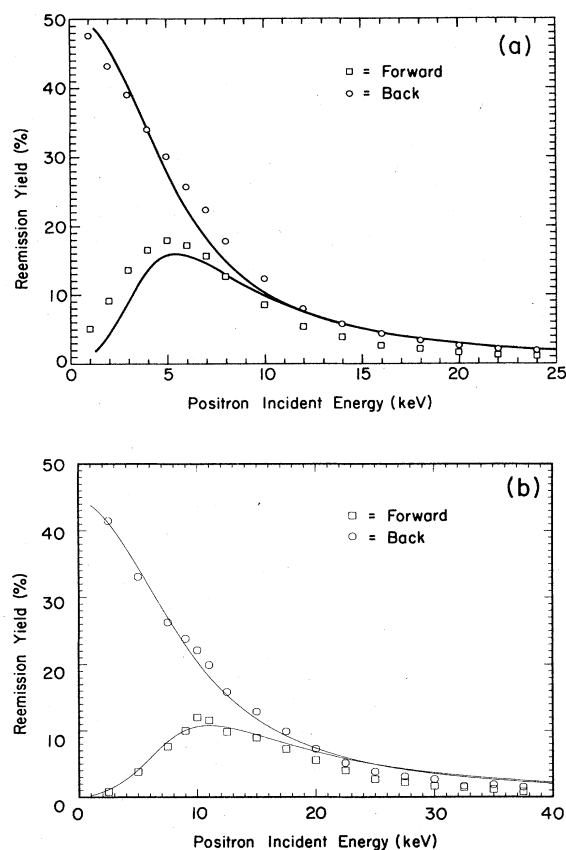 (a)
□ = Forward
○ = Back
Reemission Yield (%)
50
40
30
20
10
0
0 5 10 15 20 25
Positron Incident Energy (keV)
(b)
□ = Forward
○ = Back
Reemission Yield (%)
50
40
30
20
10
0
0 10 20 30 40
Positron Incident Energy (keV)